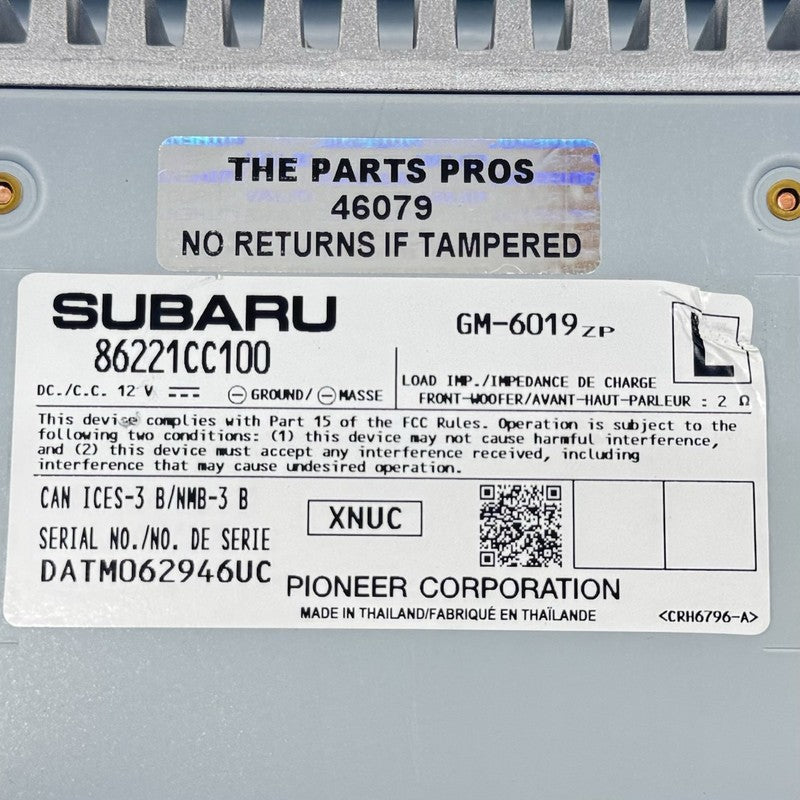 THE PARTS PROS
46079
NO RETURNS IF TAMPERED
SUBARU
86221CC100
GM-6019ZP
L
DC./C.C. 12 V
GROUND/ MASSE
LOAD IMP./IMPEDANCE DE CHARGE
FRONT-WOOFER/AVANT-HAUT-PARLEUR : 2 Ω
This device complies with Part 15 of the FCC Rules. Operation is subject to the
following two conditions: (1) this device may not cause harmful interference,
and (2) this device must accept any interference received, including
interference that may cause undesired operation.
CAN ICES-3 B/NMB-3 B
SERIAL NO./NO. DE SERIE
DATM062946UC
XNUC
PIONEER CORPORATION
MADE IN THAILAND/FABRIQUÉ EN THAÏLANDE
<CRH6796-A>